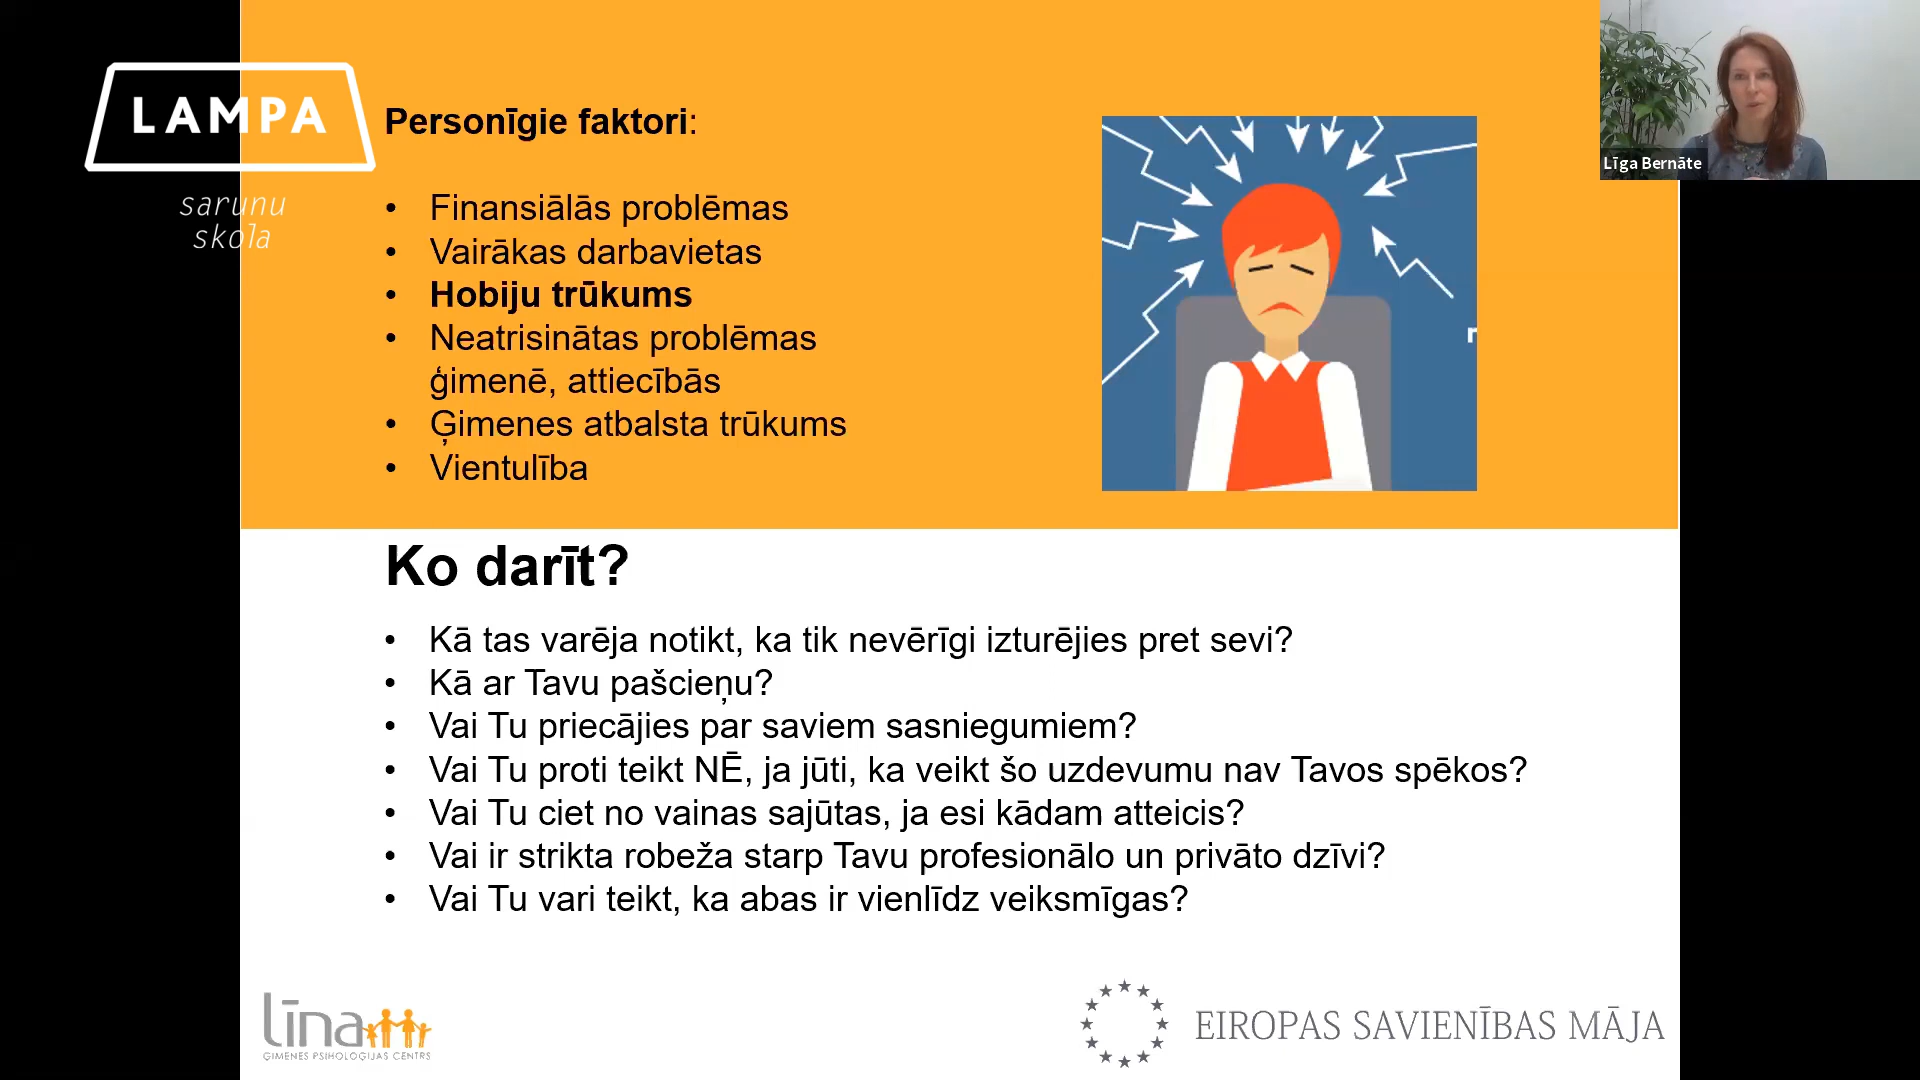 LAMPA
sarunu
skola
Personīgie faktori:
• Finansiālās problēmas
• Vairākas darbavietas
• Hobiju trūkums
• Neatrisinātas problēmas
ģimenē, attiecībās
• Ģimenes atbalsta trūkums
• Vientulība
Līga Bernāte
Ko darīt?
• Kā tas varēja notikt, ka tik nevērīgi izturējies pret sevi?
• Kā ar Tavu pašcieņu?
• Vai Tu priecājies par saviem sasniegumiem?
• Vai Tu proti teikt NĒ, ja jūti, ka veikt šo uzdevumu nav Tavos spēkos?
• Vai Tu ciet no vainas sajūtas, ja esi kādam atteicis?
• Vai ir strikta robeža starp Tavu profesionālo un privāto dzīvi?
• Vai Tu vari teikt, ka abas ir vienlīdz veiksmīgas?
līna
ĢIMENES PSIHOLOĢIJAS CENTRS
EIROPAS SAVIENĪBAS MĀJA